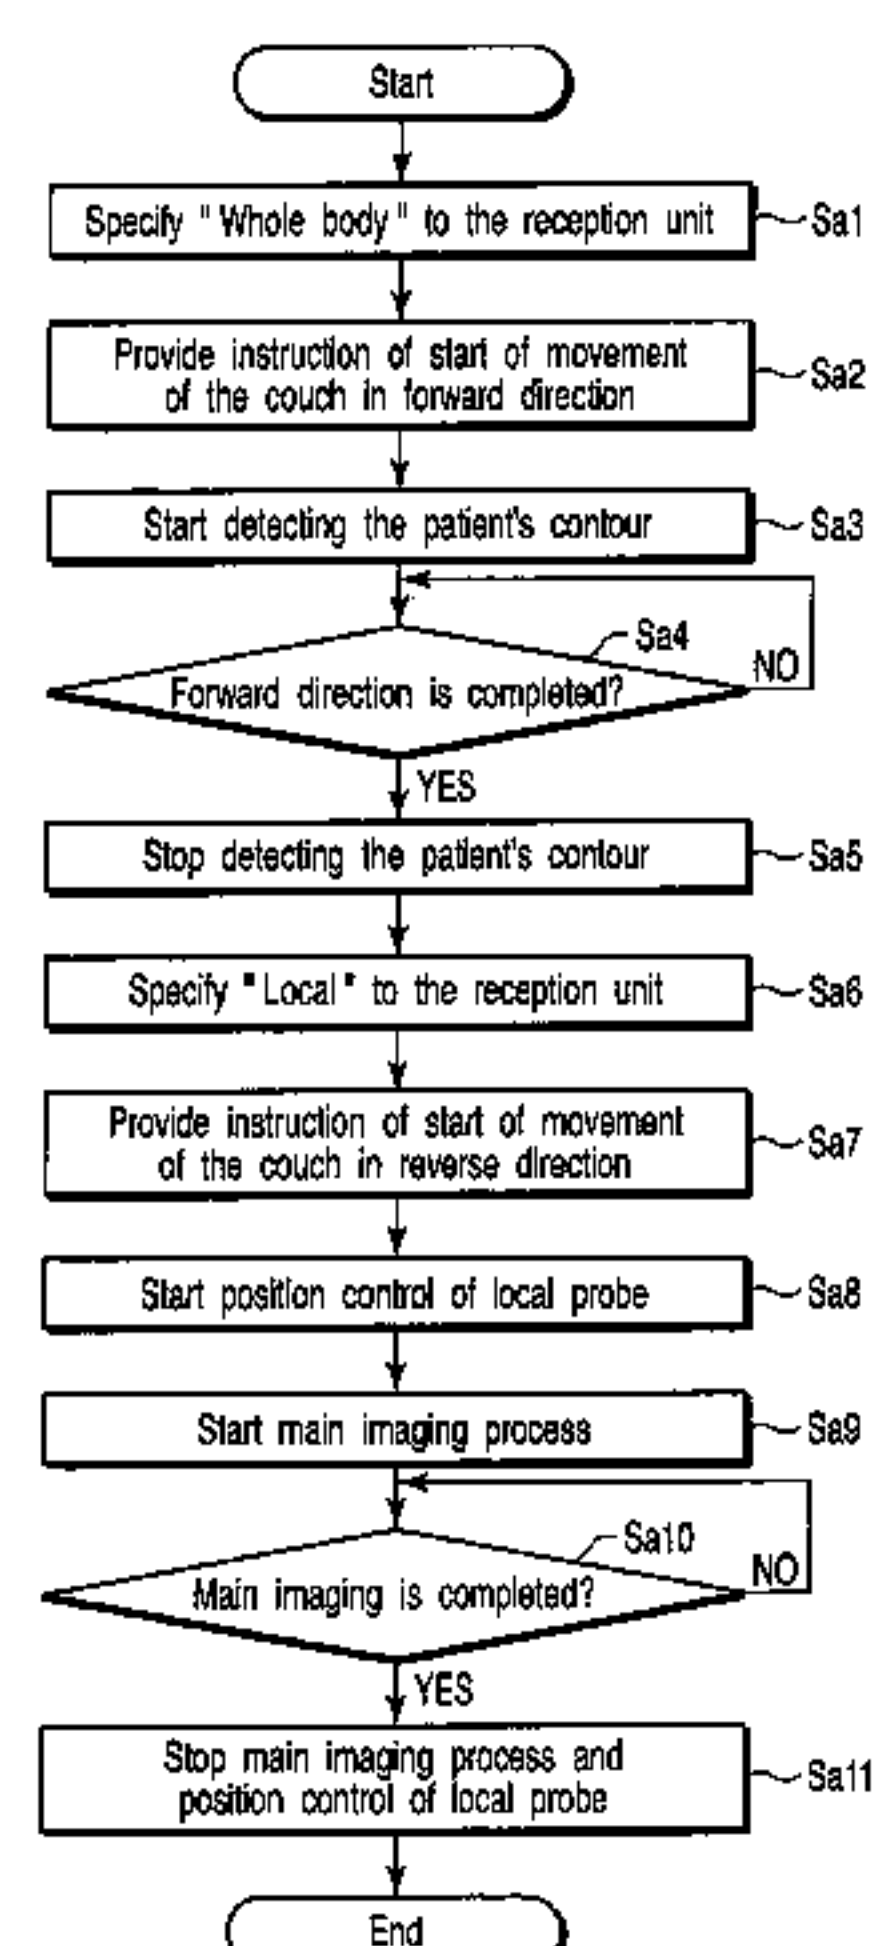 Start
Specify "Whole body" to the reception unit
Sa1
Provide instruction of start of movement
of the couch in forward direction
Sa2
Start detecting the patient's contour
Sa3
Sa4
NO
Forward direction is completed?
YES
Stop detecting the patient's contour
Sa5
Specify "Local" to the reception unit
Sa6
Provide instruction of start of movement
of the couch in reverse direction
Sa7
Start position control of local probe
Sa8
Start main imaging process
Sa9
Sa10
NO
Main imaging is completed?
YES
Stop main imaging process and
position control of local probe
Sa11
End